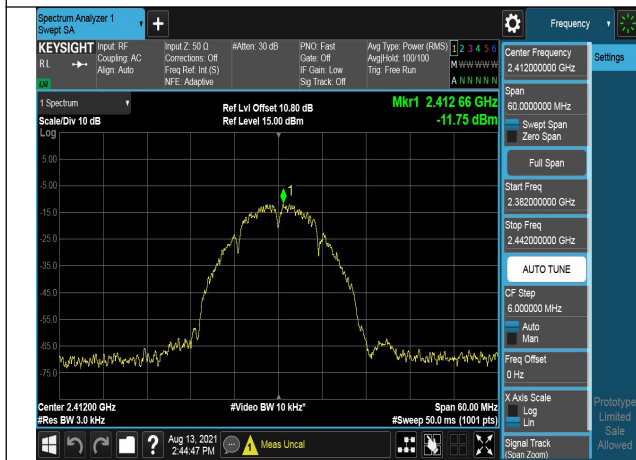 Spectrum Analyzer 1
Swept SA
+
Frequency
KEYSIGHT
RL
Input: RF
Coupling: AC
Align: Auto
Input Z: 50 Ω
Corrections: Off
Freq Ref: Int (S)
NFE: Adaptive
#Atten: 30 dB
PNO: Fast
Gate: Off
IF Gain: Low
Sig Track: Off
Avg Type: Power (RMS)
Avg|Hold: 100/100
Trig: Free Run
1 2 3 4 5 6
M W W W W W
A N N N N N
1 Spectrum
Scale/Div 10 dB
Ref Lvl Offset 10.80 dB
Ref Level 15.00 dBm
Mkr1 2.412 66 GHz
-11.75 dBm
Log
5.00
-5.00
-15.0
-25.0
-35.0
-45.0
-55.0
-65.0
-75.0
1
Center 2.41200 GHz
#Res BW 3.0 kHz
#Video BW 10 kHz*
Span 60.00 MHz
#Sweep 50.0 ms (1001 pts)
?
Aug 13, 2021
2:44:47 PM
Meas Uncal
Center Frequency
2.412000000 GHz
Span
60.0000000 MHz
Swept Span
Zero Span
Full Span
Start Freq
2.382000000 GHz
Stop Freq
2.442000000 GHz
AUTO TUNE
CF Step
6.000000 MHz
Auto
Man
Freq Offset
0 Hz
X Axis Scale
Log
Lin
Signal Track
(Span Zoom)
Settings
Prototype
Limited
Sale
Allowed